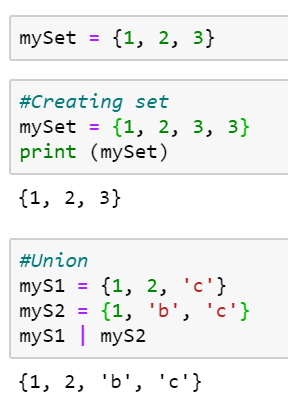 mySet = {1, 2, 3}
#Creating set
mySet = {1, 2, 3, 3}
print (mySet)
{1, 2, 3}
#Union
myS1 = {1, 2, 'c'}
myS2 = {1, 'b', 'c'}
myS1 | myS2
{1, 2, 'b', 'c'}